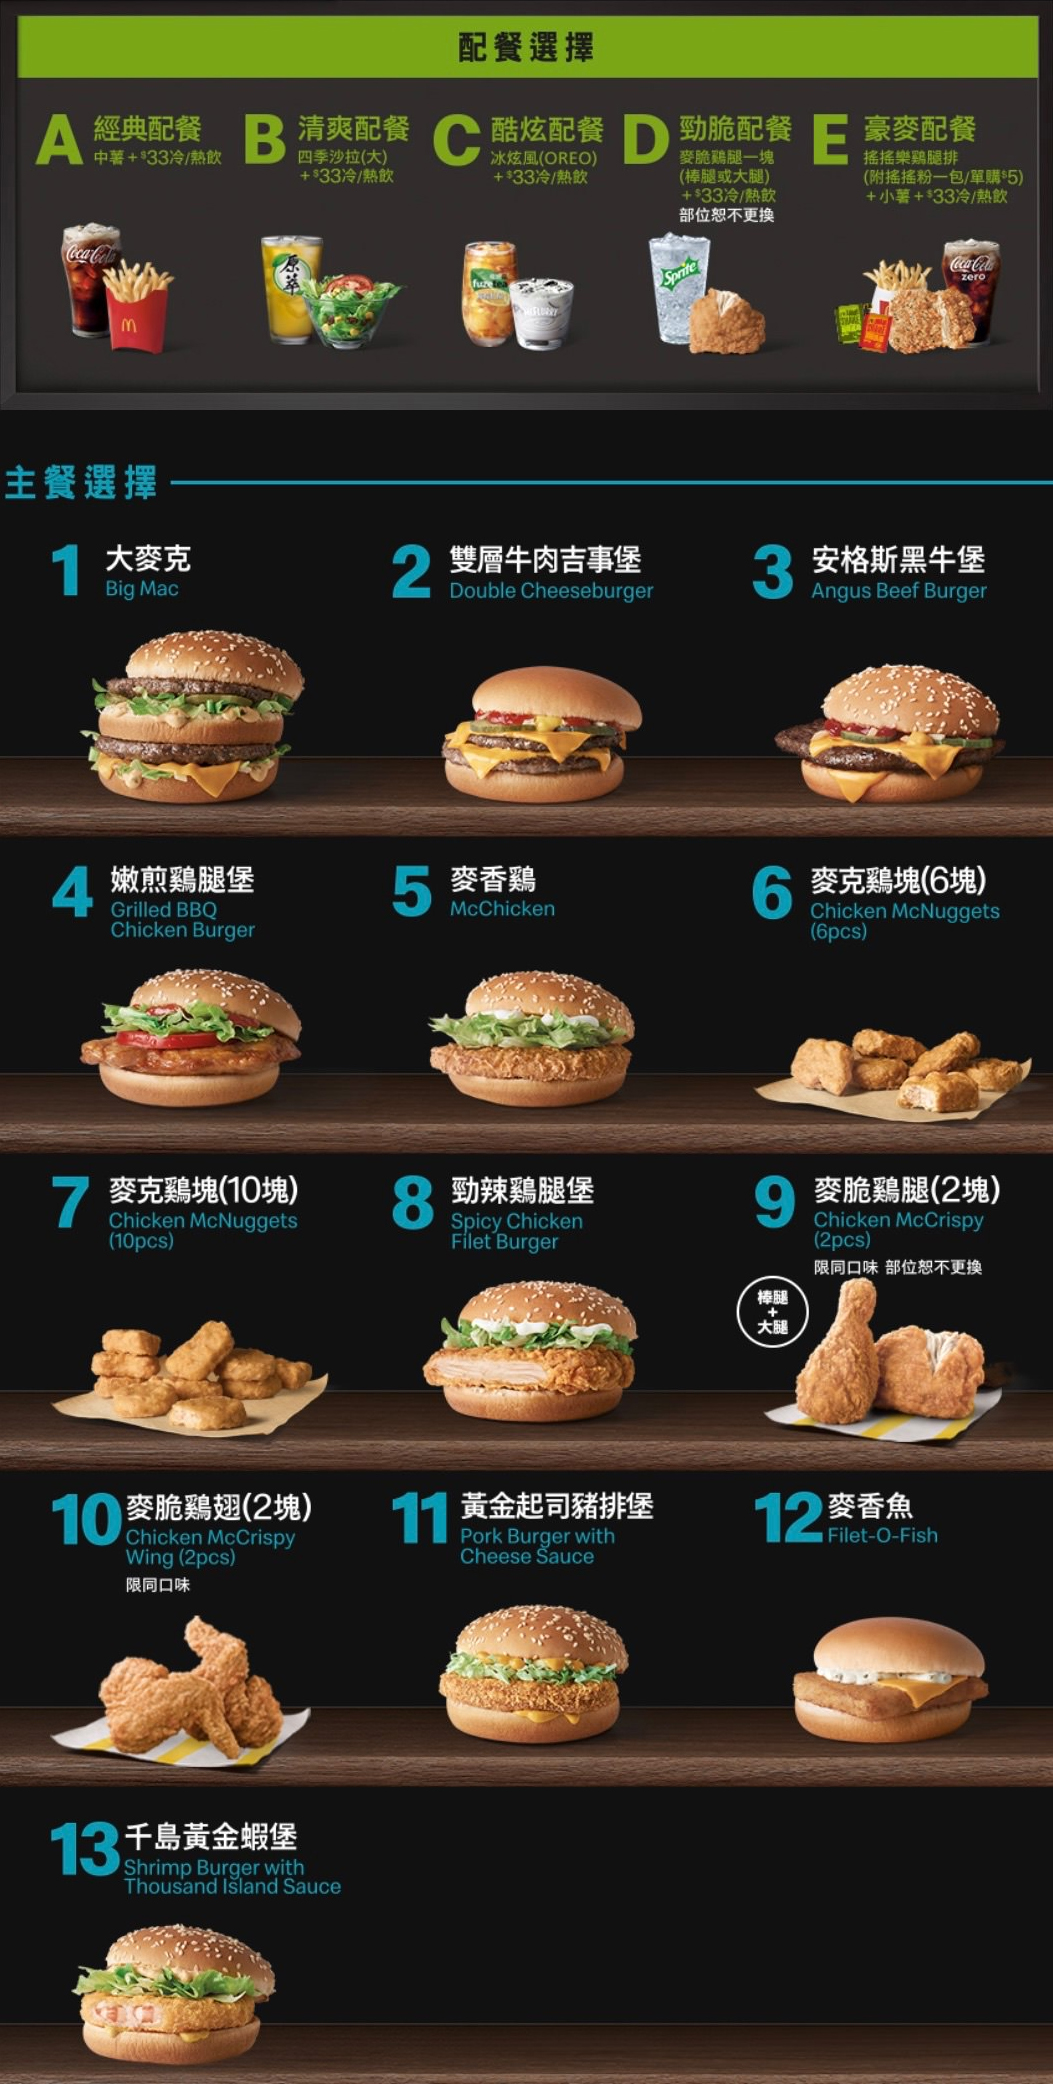 配餐選擇
A 經典配餐
中薯+$33冷/熱飲
B 清爽配餐
四季沙拉(大)
+$33冷/熱飲
C 酷炫配餐
冰炫風(OREO)
+$33冷/熱飲
D 勁脆配餐
麥脆鷄腿一塊
(棒腿或大腿)
+$33冷/熱飲
部位恕不更換
E 豪麥配餐
搖搖樂鷄腿排
(附搖搖粉一包/單購$5)
+小薯+$33冷/熱飲
Coca-Cola
原萃
fuzetea
McFLURRY
Sprite
Coca-Cola
zero
主餐選擇
1 大麥克
Big Mac
2 雙層牛肉吉事堡
Double Cheeseburger
3 安格斯黑牛堡
Angus Beef Burger
4 嫩煎鷄腿堡
Grilled BBQ
Chicken Burger
5 麥香鷄
McChicken
6 麥克鷄塊(6塊)
Chicken McNuggets
(6pcs)
7 麥克鷄塊(10塊)
Chicken McNuggets
(10pcs)
8 勁辣鷄腿堡
Spicy Chicken
Filet Burger
9 麥脆鷄腿(2塊)
Chicken McCrispy
(2pcs)
限同口味 部位恕不更換
棒腿
+
大腿
10 麥脆鷄翅(2塊)
Chicken McCrispy
Wing (2pcs)
限同口味
11 黃金起司豬排堡
Pork Burger with
Cheese Sauce
12 麥香魚
Filet-O-Fish
13 千島黃金蝦堡
Shrimp Burger with
Thousand Island Sauce